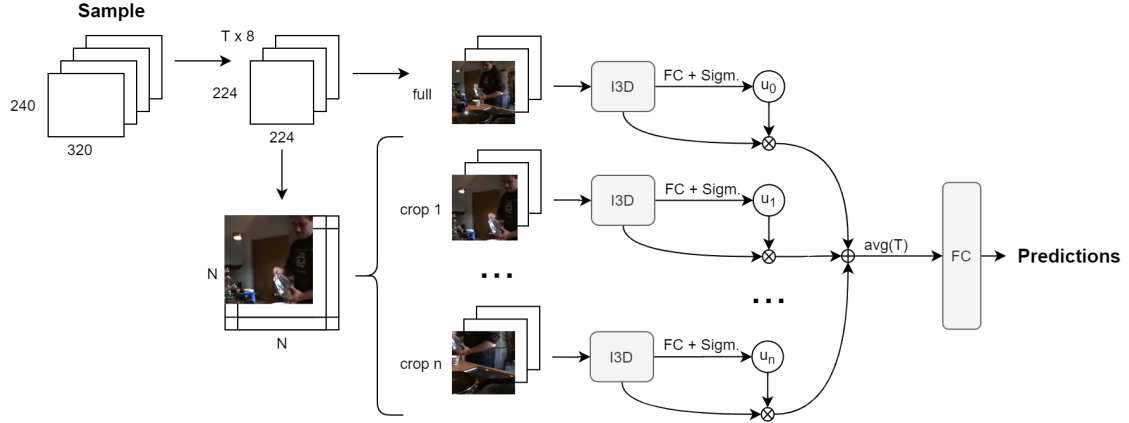 Sample
240
320
T x 8
224
224
N
N
full
I3D
FC + Sigm.
u0
crop 1
I3D
FC + Sigm.
u1
...
...
crop n
I3D
FC + Sigm.
un
avg(T)
FC
Predictions